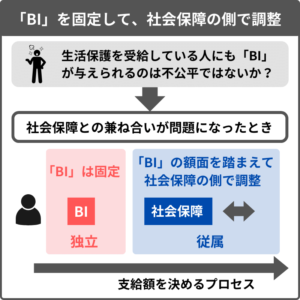 「BI」を固定して、社会保障の側で調整
生活保護を受給している人にも「BI」
が与えられるのは不公平ではないか？
社会保障との兼ね合いが問題になったとき
「BI」は固定
BI
独立
「BI」の額面を踏まえて
社会保障の側で調整
社会保障
従属
支給額を決めるプロセス